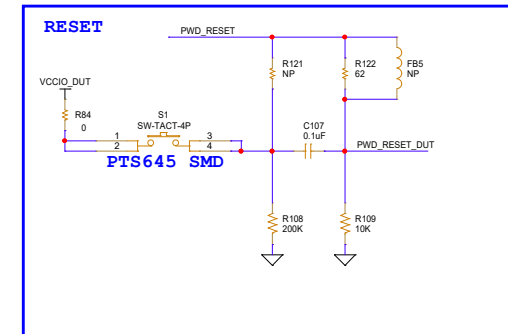 RESET
PWD_RESET
R121
NP
R122
62
FB5
NP
VCCIO_DUT
R84
0
S1
SW-TACT-4P
1
2
3
4
PTS645 SMD
C107
0.1uF
PWD_RESET_DUT
R108
200K
R109
10K